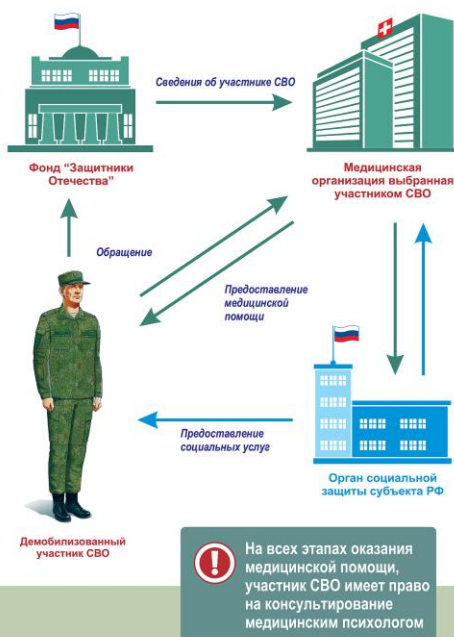 Сведения об участнике СВО
Фонд "Защитники
Отечества"
Медицинская
организация выбранная
участником СВО
Обращение
Предоставление
медицинской
помощи
Предоставление
социальных услуг
Орган социальной
защиты субъекта РФ
Демобилизованный
участник СВО
На всех этапах оказания
медицинской помощи,
участник СВО имеет право
на консультирование
медицинским психологом